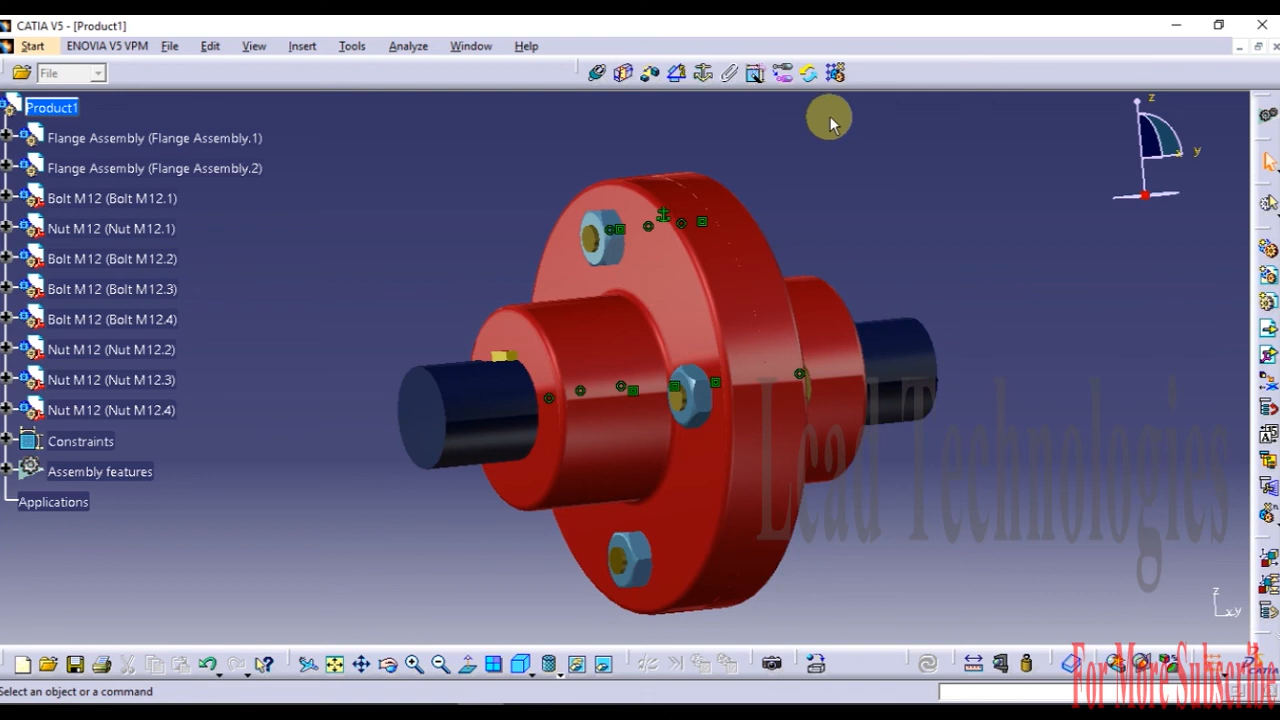 CATIA V5 - [Product1]
Start ENOVIA V5 VPM File Edit View Insert Tools Analyze Window Help
File
Product1
Flange Assembly (Flange Assembly.1)
Flange Assembly (Flange Assembly.2)
Bolt M12 (Bolt M12.1)
Nut M12 (Nut M12.1)
Bolt M12 (Bolt M12.2)
Bolt M12 (Bolt M12.3)
Bolt M12 (Bolt M12.4)
Nut M12 (Nut M12.2)
Nut M12 (Nut M12.3)
Nut M12 (Nut M12.4)
Constraints
Assembly features
Applications
z
x y
Lead Technologies
z
x y
For More Subscribe
CATIA
Select an object or a command